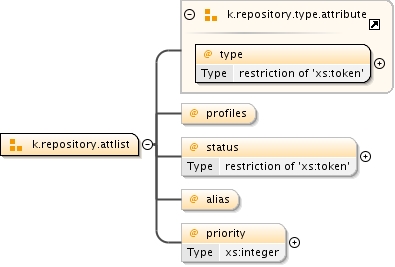 k.repository.type.attribute
@ type
Type restriction of 'xs:token'
@ profiles
k.repository.attlist
@ status
Type restriction of 'xs:token'
@ alias
@ priority
Type xs:integer